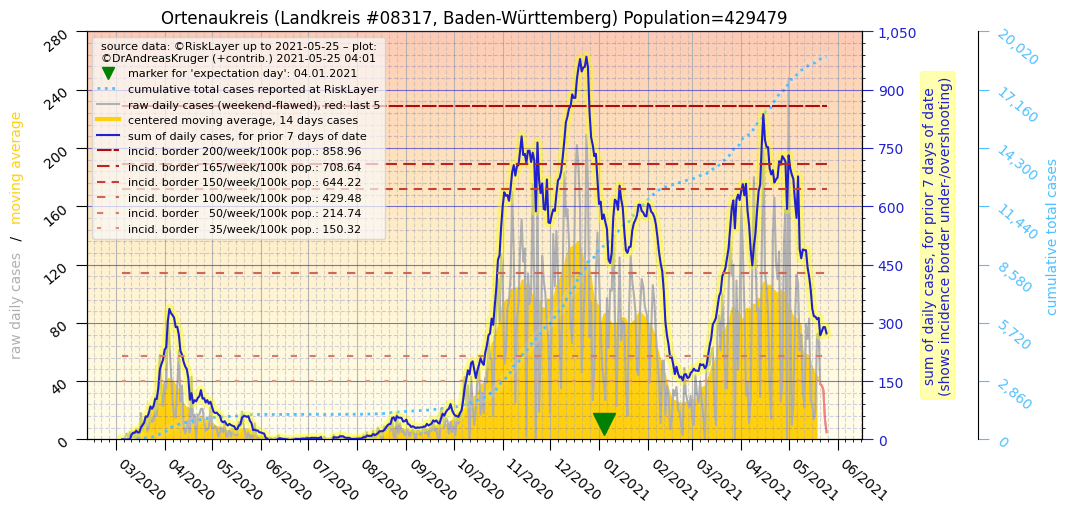 Ortenaukreis (Landkreis #08317, Baden-Württemberg) Population=429479
source data: ©RiskLayer up to 2021-05-25 – plot:
©DrAndreasKruger (+contrib.) 2021-05-25 04:01
marker for 'expectation day': 04.01.2021
cumulative total cases reported at RiskLayer
raw daily cases (weekend-flawed), red: last 5
centered moving average, 14 days cases
sum of daily cases, for prior 7 days of date
incid. border 200/week/100k pop.: 858.96
incid. border 165/week/100k pop.: 708.64
incid. border 150/week/100k pop.: 644.22
incid. border 100/week/100k pop.: 429.48
incid. border   50/week/100k pop.: 214.74
incid. border   35/week/100k pop.: 150.32
raw daily cases / moving average
280
240
200
160
120
80
40
0
03/2020
04/2020
05/2020
06/2020
07/2020
08/2020
09/2020
10/2020
11/2020
12/2020
01/2021
02/2021
03/2021
04/2021
05/2021
06/2021
1,050
900
750
600
450
300
150
0
sum of daily cases, for prior 7 days of date
(shows incidence border under-/overshooting)
20,020
17,160
14,300
11,440
8,580
5,720
2,860
0
cumulative total cases